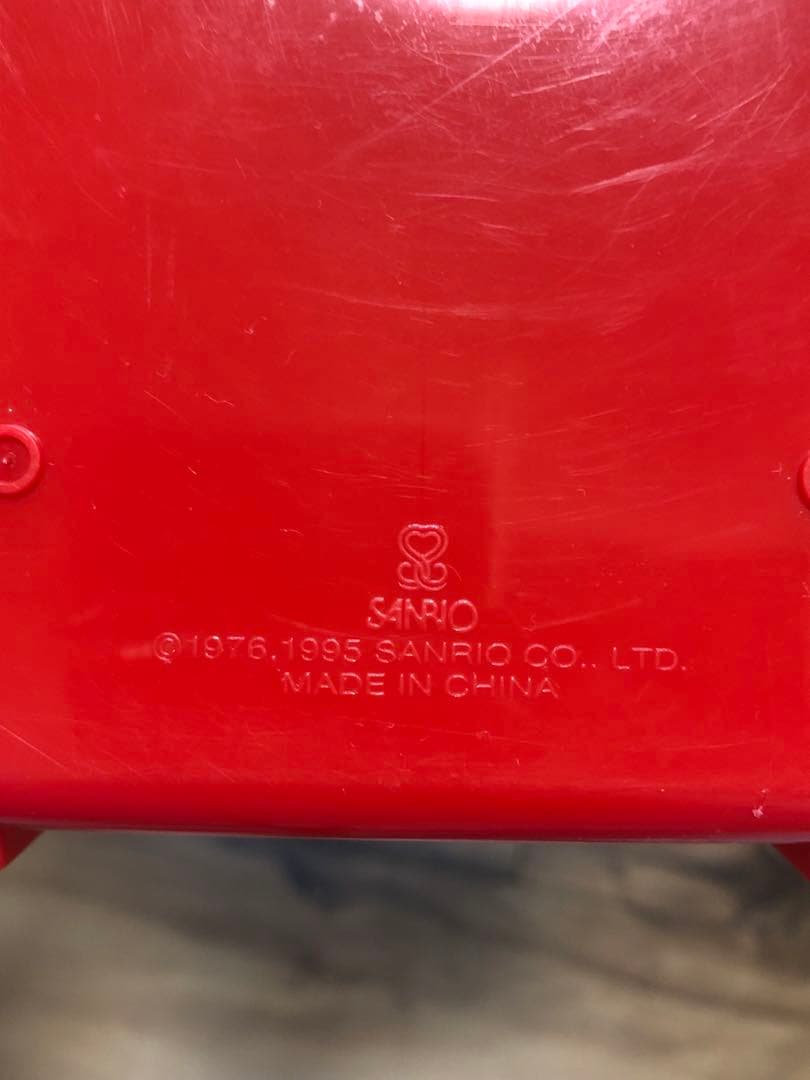 SANRIO
©1976,1995 SANRIO CO., LTD.
MADE IN CHINA